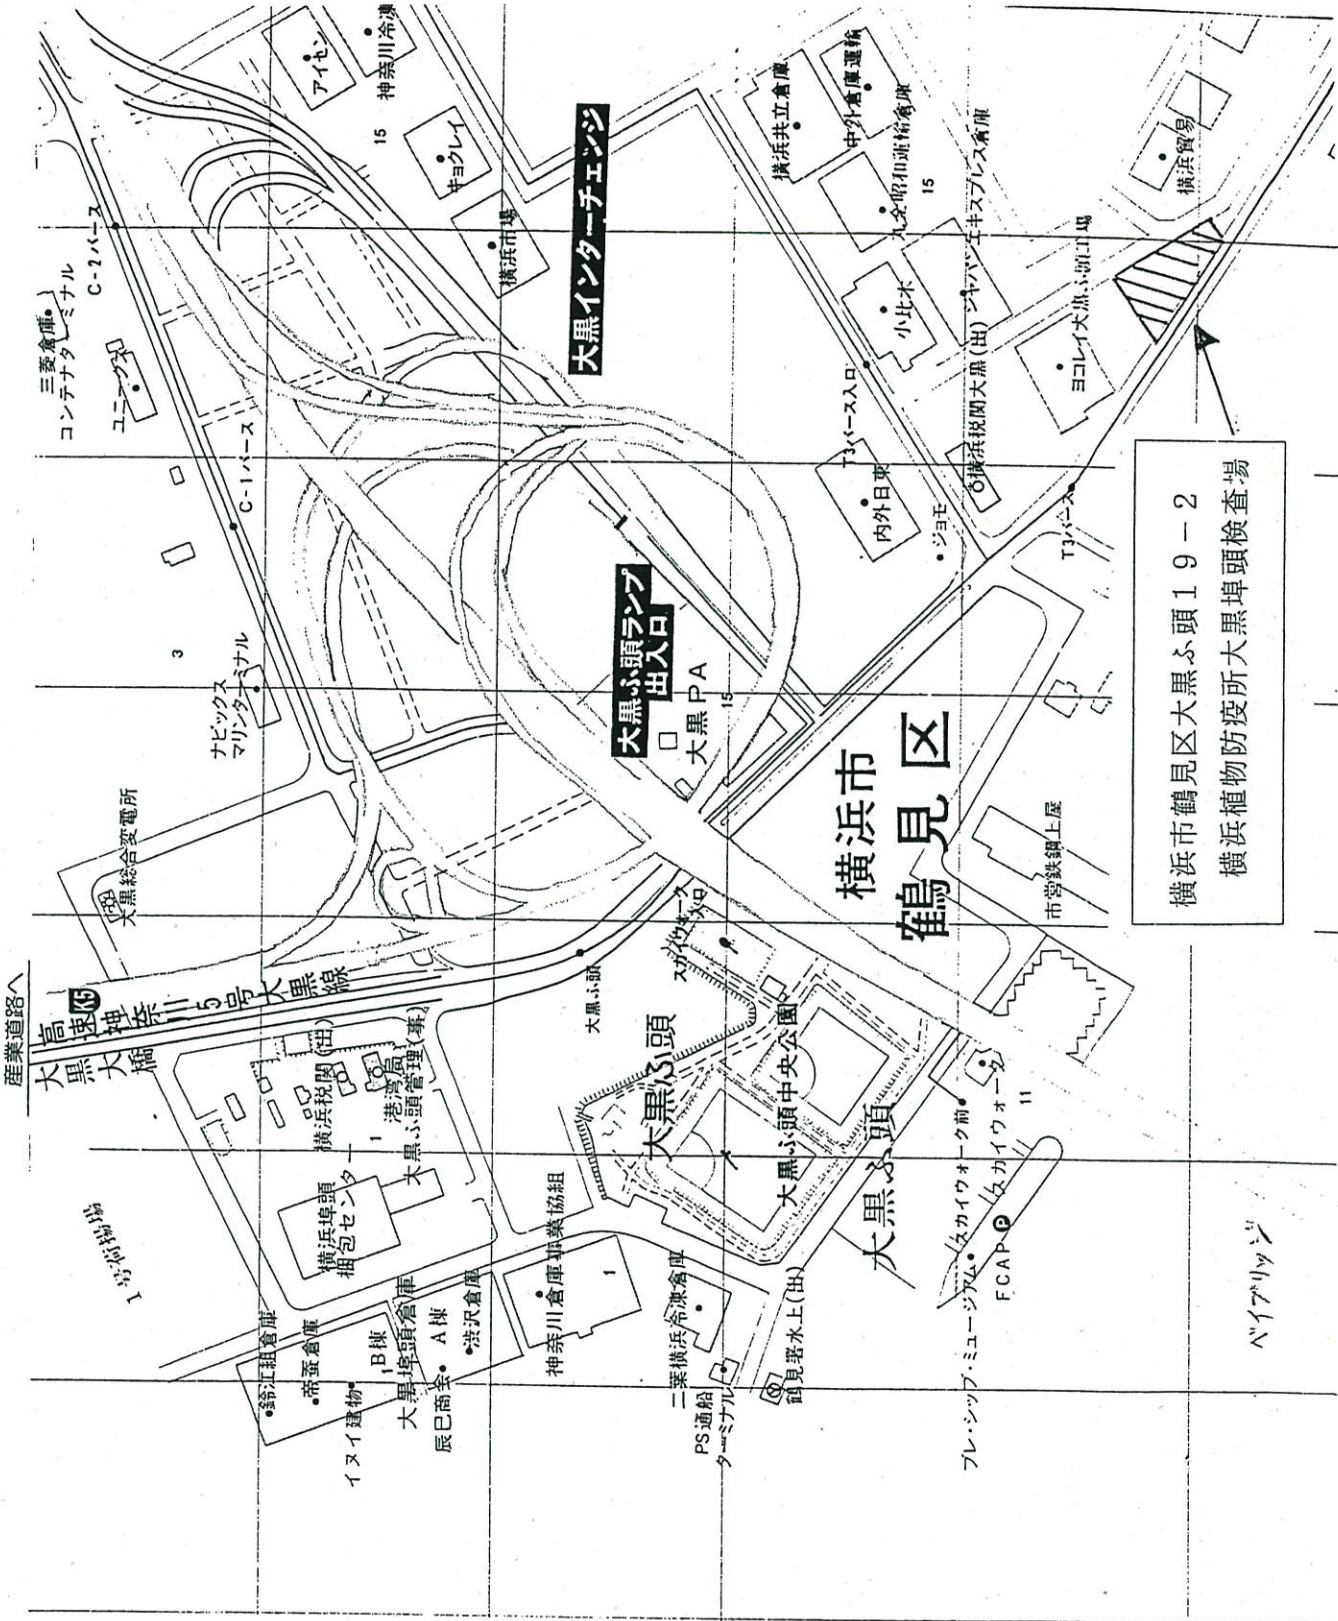 産業道路へ
高速神奈川5号大黒線
K5
大黒大橋
1号荷揚場
鈴江組倉庫
帝蚕倉庫
イヌイ建物
B棟
大黒埠頭倉庫
辰巳商会
A棟
渋沢倉庫
横浜埠頭
梱包センター
1
横浜税関(出)
港湾局
大黒ふ頭管理(事)
神奈川倉庫事業協組
1
二葉横浜冷凍倉庫
PS通船
ターミナル
鶴見署水上(出)
大黒総合変電所
ナビックス
マリンターミナル
3
C-1バース
ユニークス
三菱倉庫
コンテナターミナル
C-2バース
アイセン
神奈川冷凍
15
キョクレイ
横浜市場
大黒インターチェンジ
大黒ふ頭ランプ
出入口
大黒PA
15
大黒ふ頭
スカイウォーク入口
大黒ふ頭
大黒ふ頭中央公園
大黒ふ頭
スカイウォーク前
スカイウォーク
11
FCAP P
プレ・シップ・ミュージアム
ベイブリッジ
横浜市
鶴見区
市営鉄鋼上屋
横浜共立倉庫
中外倉庫運輸
丸全昭和運輸倉庫
15
小比木
ジャパンエキスプレス倉庫
T3バース入口
内外日東
ジョモ
横浜税関大黒(出)
ヨコレイ大黒ふ頭工場
横浜貿易
T3バース
横浜市鶴見区大黒ふ頭119-2
横浜植物防疫所大黒埠頭検査場